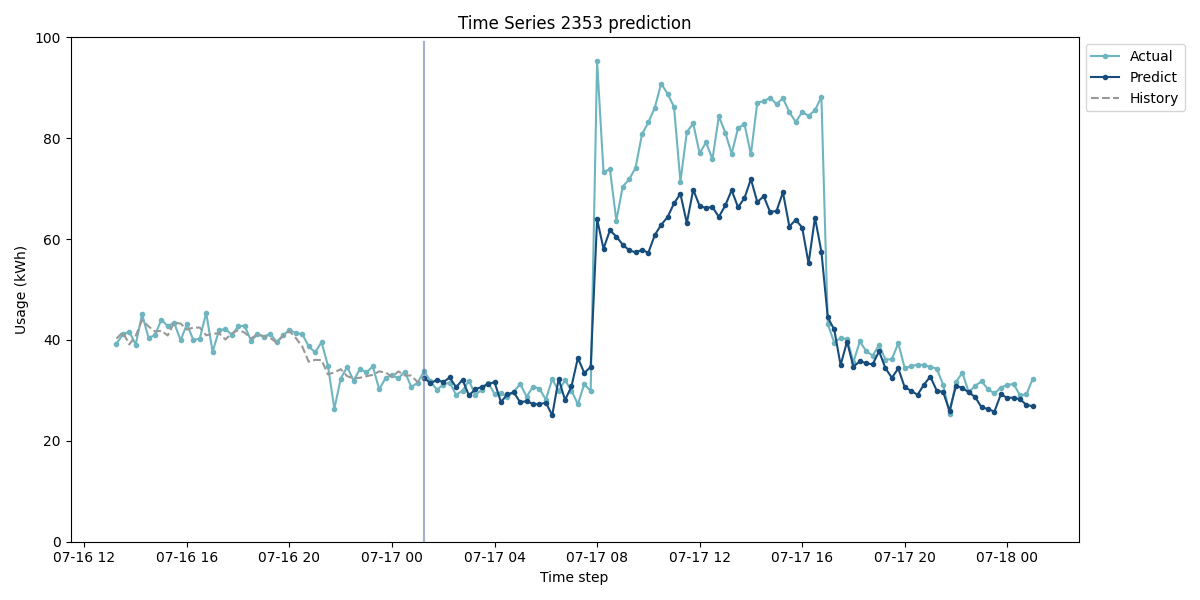 Time Series 2353 prediction
100
80
60
40
20
0
Usage (kWh)
07-16 12
07-16 16
07-16 20
07-17 00
07-17 04
07-17 08
07-17 12
07-17 16
07-17 20
07-18 00
Time step
Actual
Predict
History